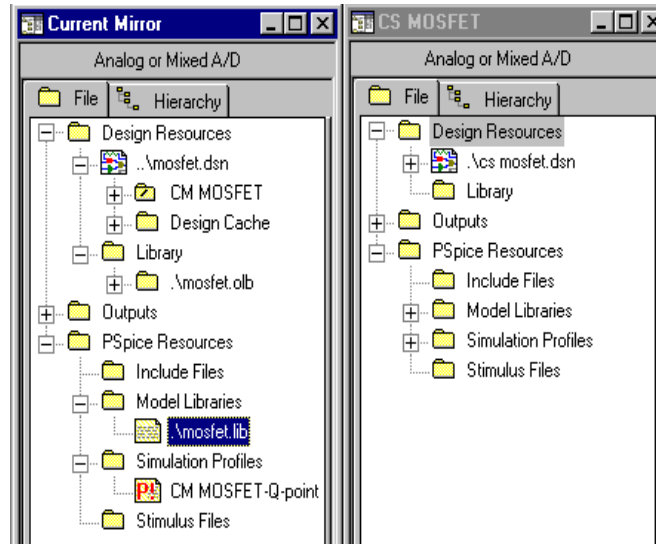 Current Mirror
Analog or Mixed A/D
File
Hierarchy
Design Resources
..\mosfet.dsn
CM MOSFET
Design Cache
Library
.\mosfet.olb
Outputs
PSpice Resources
Include Files
Model Libraries
.\mosfet.lib
Simulation Profiles
CM MOSFET-Q-point
Stimulus Files
CS MOSFET
Analog or Mixed A/D
File
Hierarchy
Design Resources
.\cs mosfet.dsn
Library
Outputs
PSpice Resources
Include Files
Model Libraries
Simulation Profiles
Stimulus Files